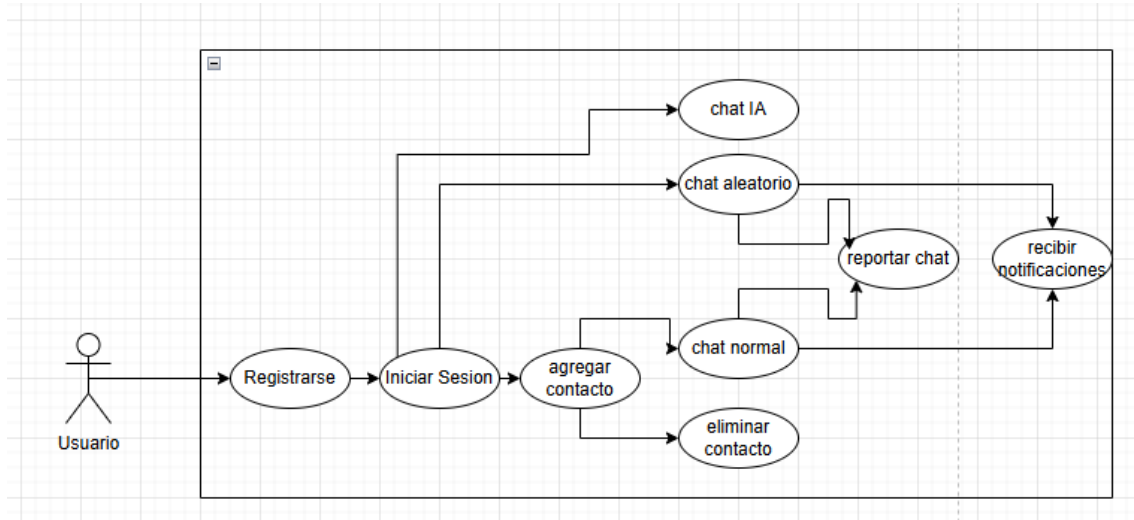 chat IA
chat aleatorio
reportar chat
recibir
notificaciones
chat normal
Registrarse
Iniciar Sesion
agregar
contacto
eliminar
contacto
Usuario